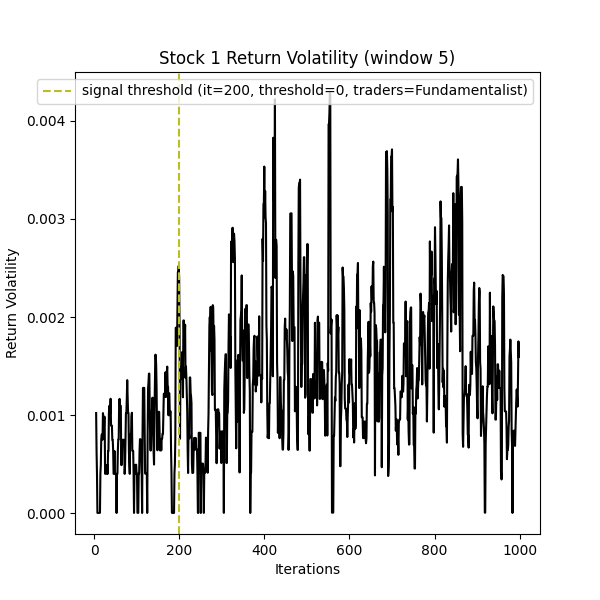 Stock 1 Return Volatility (window 5)
signal threshold (it=200, threshold=0, traders=Fundamentalist)
0.004
0.003
0.002
0.001
0.000
Return Volatility
0 200 400 600 800 1000
Iterations